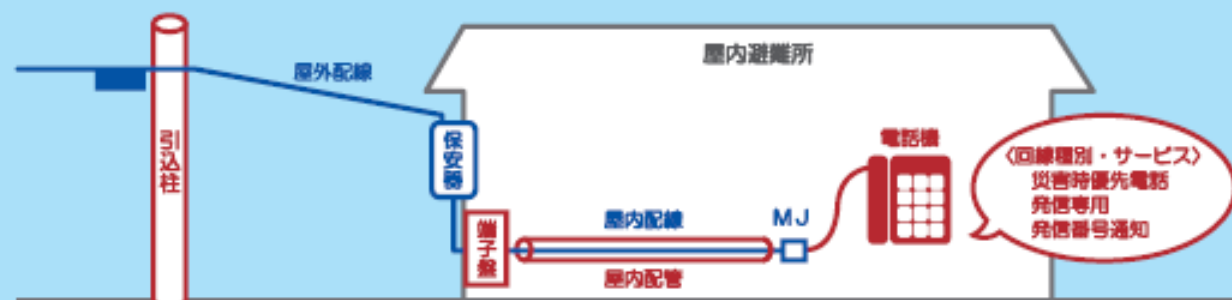 屋内避難所
屋外配線
引込柱
保安器
端子盤
屋内配線
屋内配管
MJ
電話機
〈回線種別・サービス〉
災害時優先電話
発信専用
発信番号通知